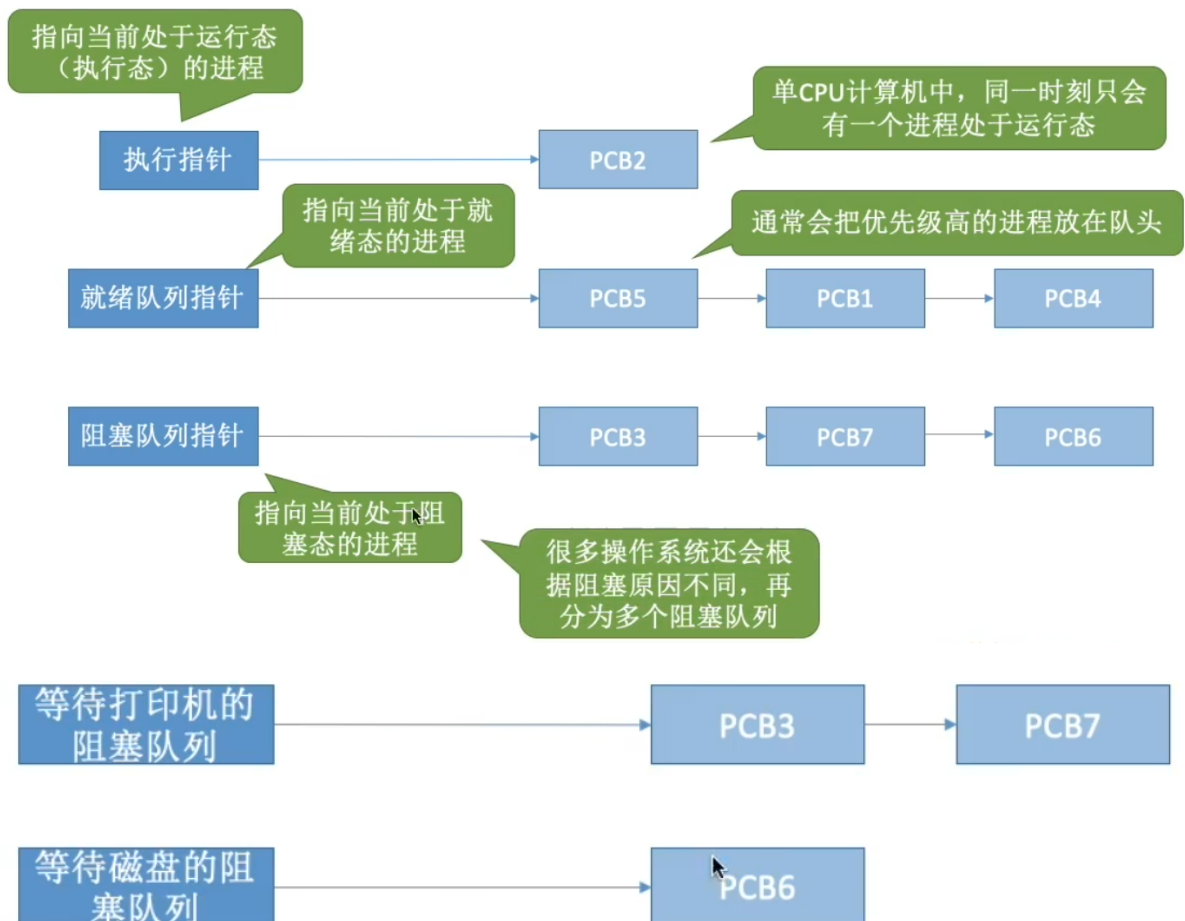 指向当前处于运行态
（执行态）的进程
单CPU计算机中，同一时刻只会
有一个进程处于运行态
执行指针
PCB2
指向当前处于就
绪态的进程
通常会把优先级高的进程放在队头
就绪队列指针
PCB5
PCB1
PCB4
阻塞队列指针
PCB3
PCB7
PCB6
指向当前处于阻
塞态的进程
很多操作系统还会根
据阻塞原因不同，再
分为多个阻塞队列
等待打印机的
阻塞队列
PCB3
PCB7
等待磁盘的阻
塞队列
PCB6